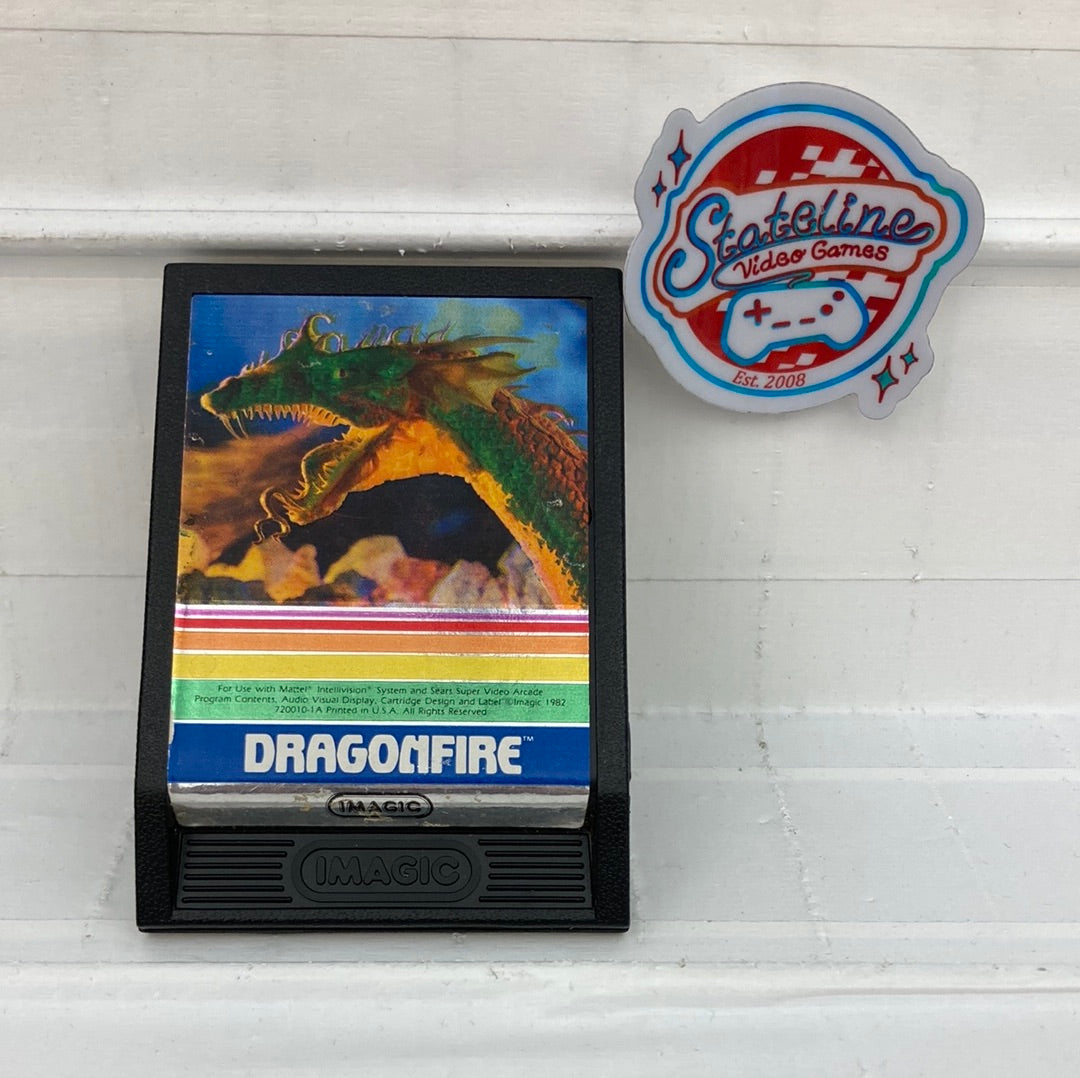 Stateline
Video Games
Est. 2008
For Use with Mattel® Intellivision® System and Sears Super Video Arcade
Program Contents, Audio Visual Display, Cartridge Design and Label ©Imagic 1982
720010-1A Printed in U.S.A. All Rights Reserved
DRAGONFIRE™
IMAGIC
IMAGIC